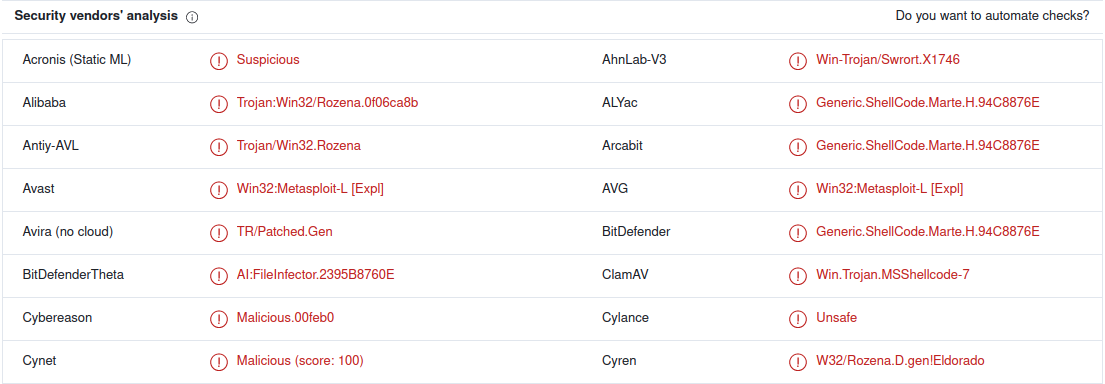 Security vendors' analysis Do you want to automate checks?
Acronis (Static ML) Suspicious AhnLab-V3 Win-Trojan/Swrort.X1746
Alibaba Trojan:Win32/Rozena.0f06ca8b ALYac Generic.ShellCode.Marte.H.94C8876E
Antiy-AVL Trojan/Win32.Rozena Arcabit Generic.ShellCode.Marte.H.94C8876E
Avast Win32:Metasploit-L [Expl] AVG Win32:Metasploit-L [Expl]
Avira (no cloud) TR/Patched.Gen BitDefender Generic.ShellCode.Marte.H.94C8876E
BitDefenderTheta AI:FileInfector.2395B8760E ClamAV Win.Trojan.MSShellcode-7
Cybereason Malicious.00feb0 Cylance Unsafe
Cynet Malicious (score: 100) Cyren W32/Rozena.D.gen!Eldorado